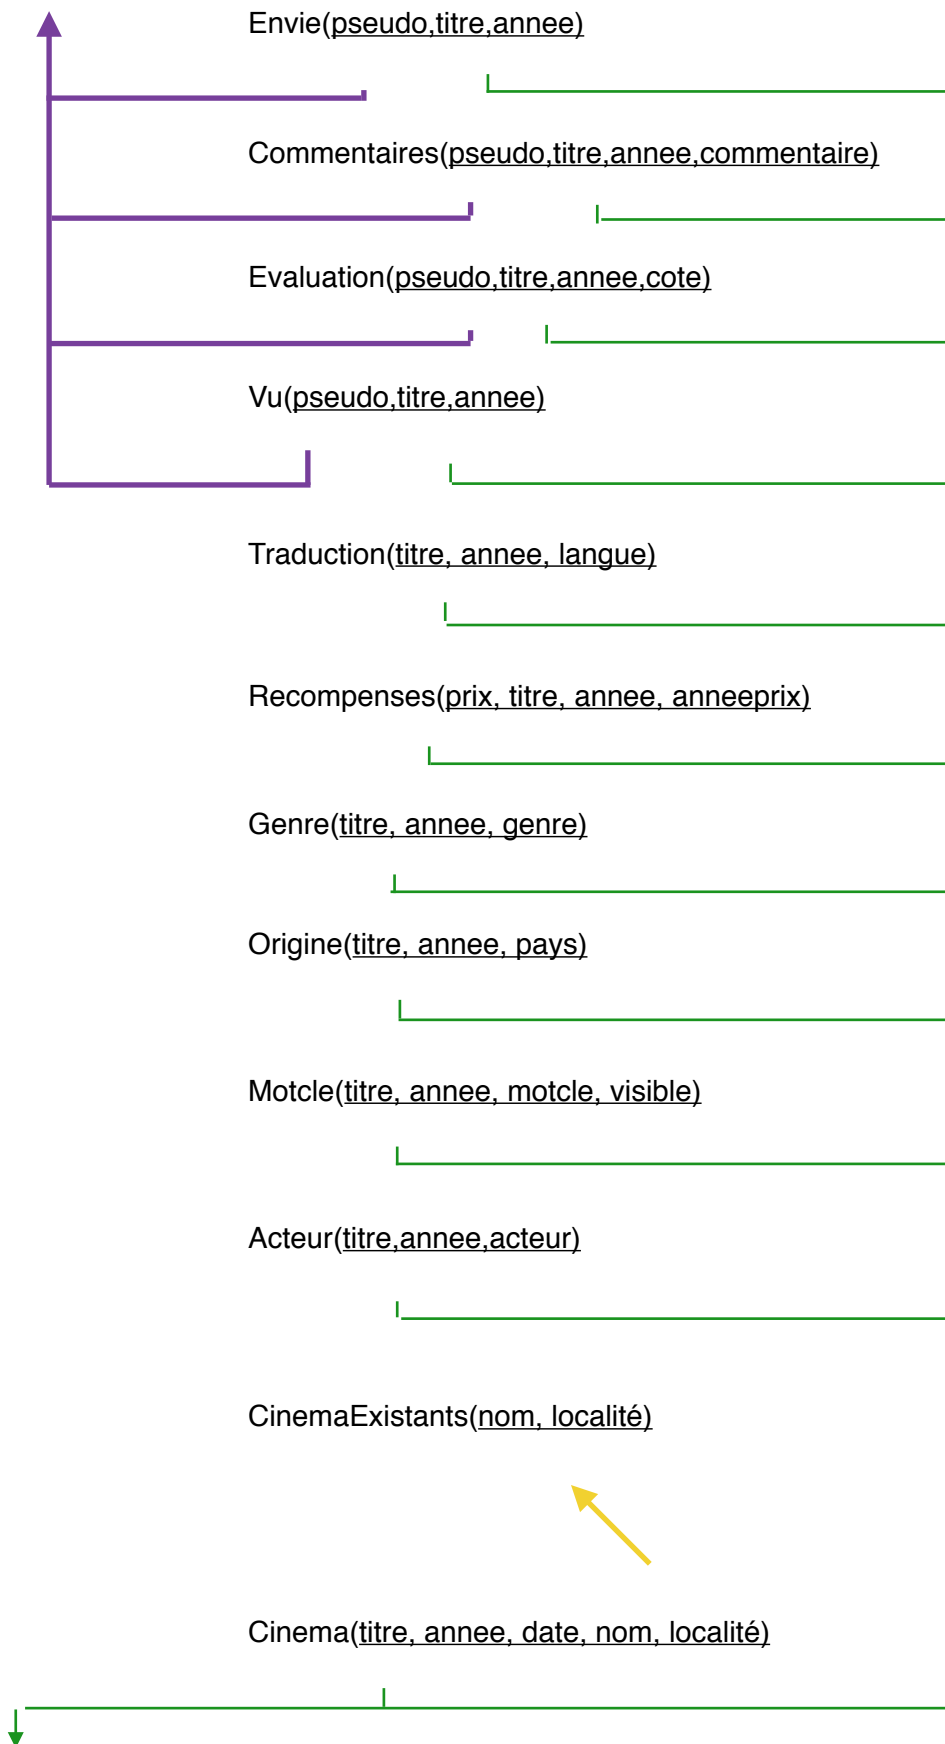 Envie(pseudo,titre,annee)
Commentaires(pseudo,titre,annee,commentaire)
Evaluation(pseudo,titre,annee,cote)
Vu(pseudo,titre,annee)
Traduction(titre, annee, langue)
Recompenses(prix, titre, annee, anneeprix)
Genre(titre, annee, genre)
Origine(titre, annee, pays)
Motcle(titre, annee, motcle, visible)
Acteur(titre,annee,acteur)
CinemaExistants(nom, localité)
Cinema(titre, annee, date, nom, localité)